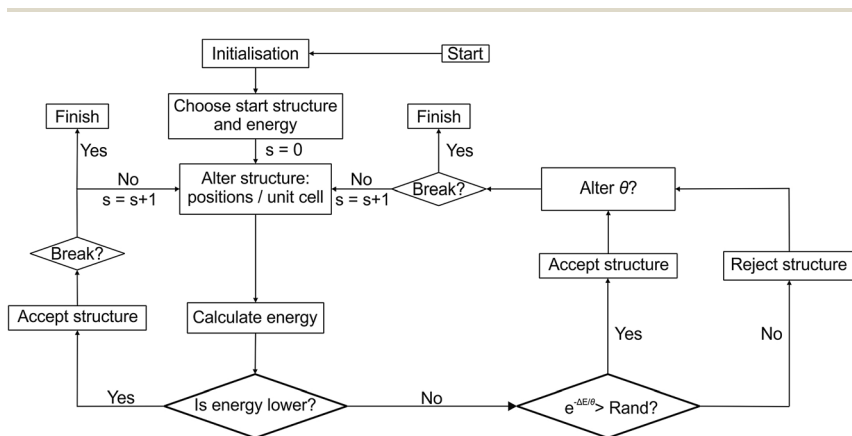 Initialisation
Start
Choose start structure
and energy
s = 0
Finish
Finish
Yes
Yes
No
s = s+1
Alter structure:
positions / unit cell
No
s = s+1
Break?
Alter θ?
Break?
Accept structure
Reject structure
Accept structure
Calculate energy
Yes
No
Yes
Is energy lower?
No
e^-ΔE/θ> Rand?